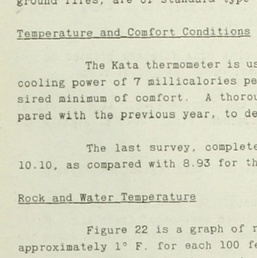 ground fires, are of standard type
Temperature and Comfort Conditions
The Kata thermometer is us
cooling power of 7 millicalories pe
sired minimum of comfort. A thorou
pared with the previous year, to de
The last survey, complete
10.10, as compared with 8.93 for th
Rock and Water Temperature
Figure 22 is a graph of r
approximately 1° F. for each 100 fe